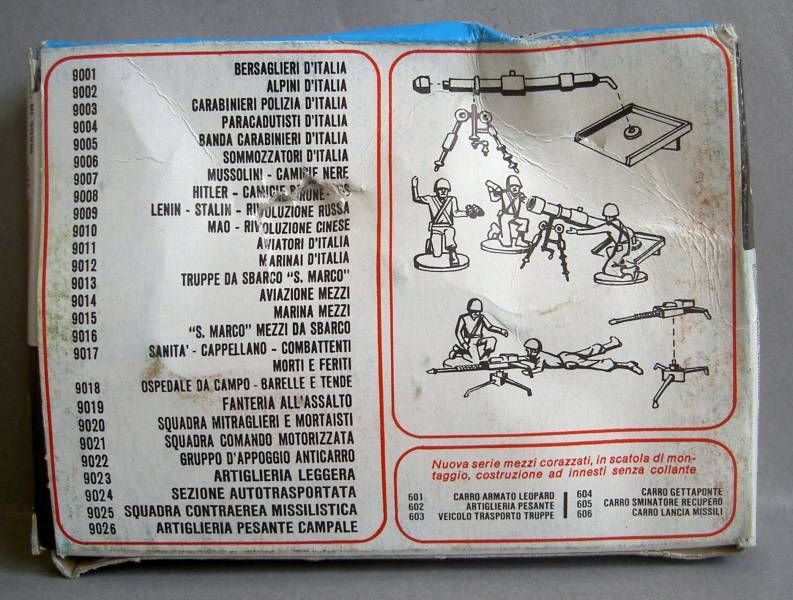 9001 BERSAGLIERI D'ITALIA
9002 ALPINI D'ITALIA
9003 CARABINIERI POLIZIA D'ITALIA
9004 PARACADUTISTI D'ITALIA
9005 BANDA CARABINIERI D'ITALIA
9006 SOMMOZZATORI D'ITALIA
9007 MUSSOLINI - CAMICIE NERE
9008 HITLER - CAMICIE
9009 LENIN - STALIN - RIVOLUZIONE RUSSA
9010 MAO - RIVOLUZIONE CINESE
9011 AVIATORI D'ITALIA
9012 MARINAI D'ITALIA
9013 TRUPPE DA SBARCO "S. MARCO"
9014 AVIAZIONE MEZZI
9015 MARINA MEZZI
9016 "S. MARCO" MEZZI DA SBARCO
9017 SANITA' - CAPPELLANO - COMBATTENTI
MORTI E FERITI
9018 OSPEDALE DA CAMPO - BARELLE E TENDE
9019 FANTERIA ALL'ASSALTO
9020 SQUADRA MITRAGLIERI E MORTAISTI
9021 SQUADRA COMANDO MOTORIZZATA
9022 GRUPPO D'APPOGGIO ANTICARRO
9023 ARTIGLIERIA LEGGERA
9024 SEZIONE AUTOTRASPORTATA
9025 SQUADRA CONTRAEREA MISSILISTICA
9026 ARTIGLIERIA PESANTE CAMPALE
Nuova serie mezzi corazzati, in scatola di mon-
taggio, costruzione ad innesti senza collante
601 CARRO ARMATO LEOPARD
602 ARTIGLIERIA PESANTE
603 VEICOLO TRASPORTO TRUPPE
604 CARRO GETTAPONTE
605 CARRO SMINATORE RECUPERO
606 CARRO LANCIA MISSILI
MADE IN